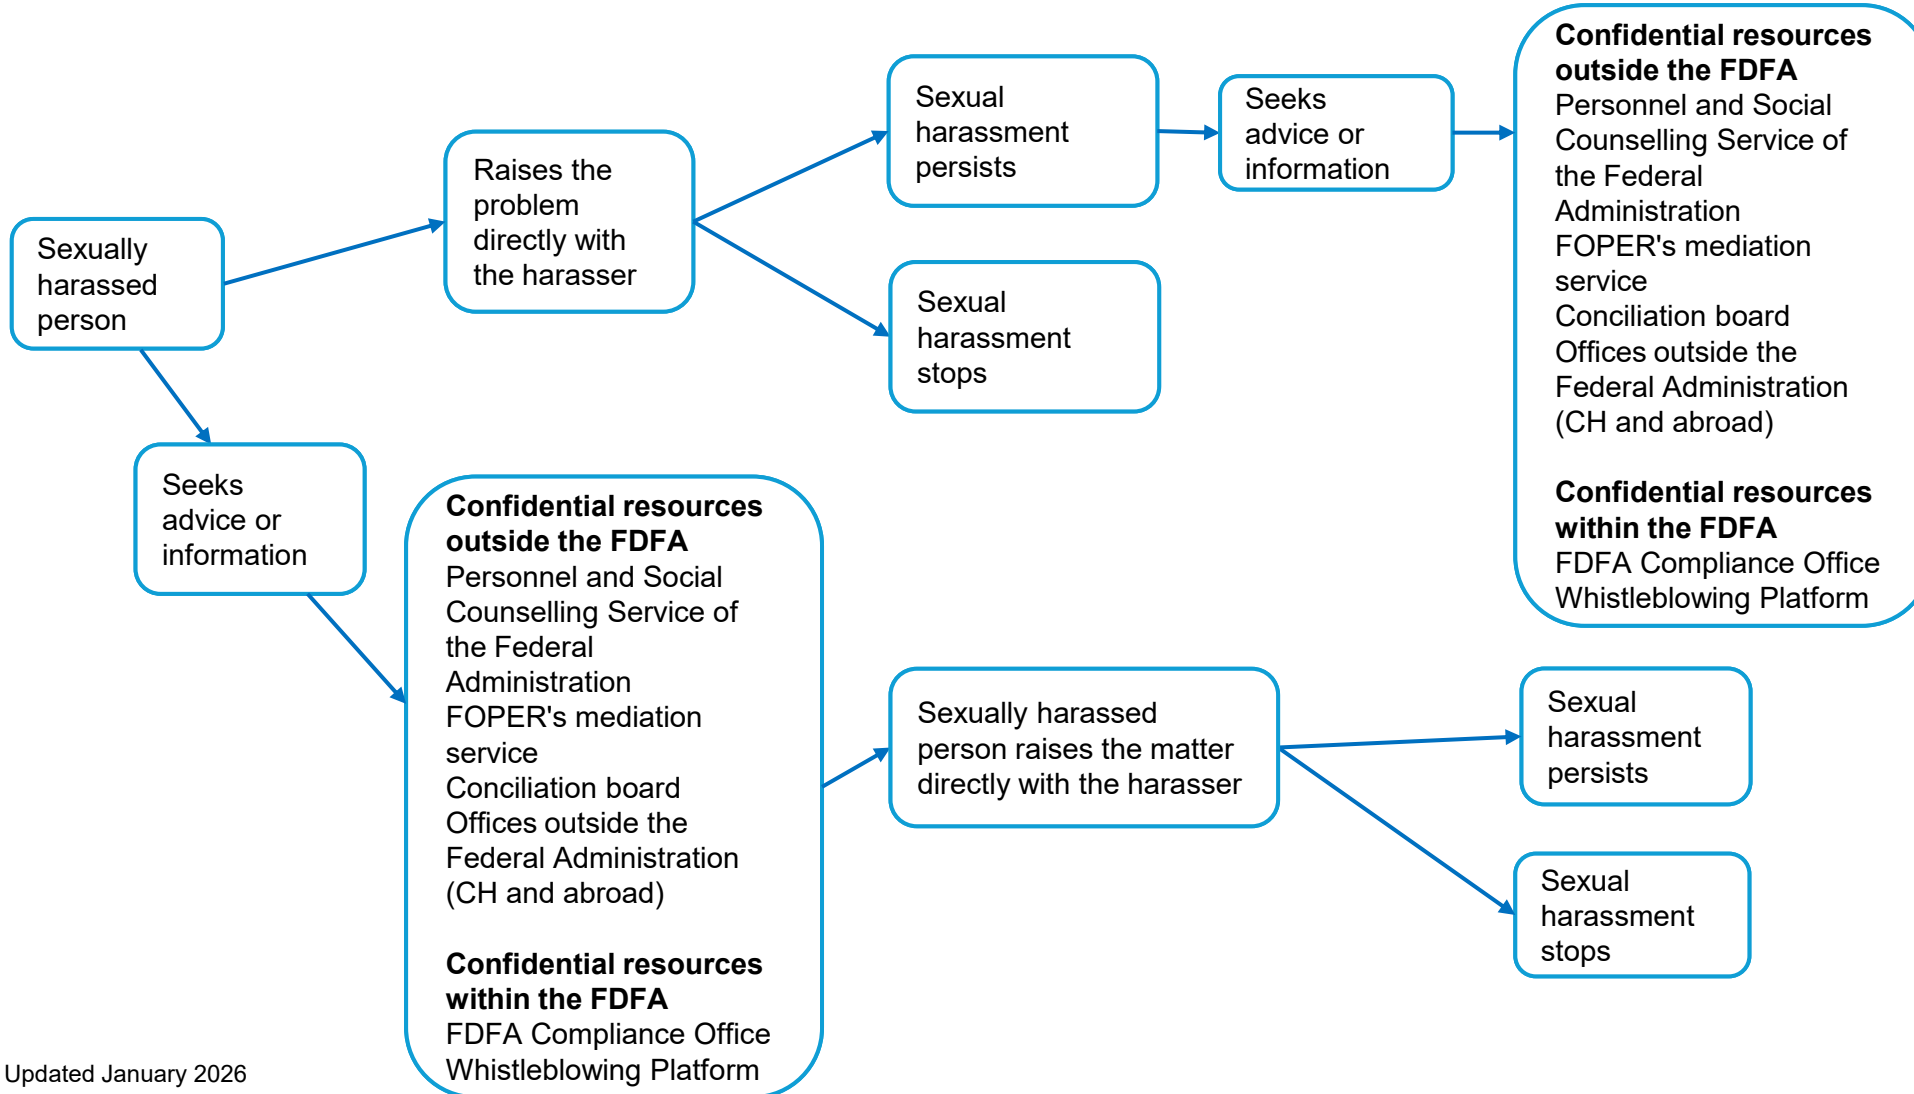 Sexually
harassed
person
Raises the
problem
directly with
the harasser
Sexual
harassment
persists
Seeks
advice or
information
Confidential resources
outside the FDFA
Personnel and Social
Counselling Service of
the Federal
Administration
FOPER's mediation
service
Conciliation board
Offices outside the
Federal Administration
(CH and abroad)
Confidential resources
within the FDFA
FDFA Compliance Office
Whistleblowing Platform
Sexual
harassment
stops
Seeks
advice or
information
Confidential resources
outside the FDFA
Personnel and Social
Counselling Service of
the Federal
Administration
FOPER's mediation
service
Conciliation board
Offices outside the
Federal Administration
(CH and abroad)
Confidential resources
within the FDFA
FDFA Compliance Office
Whistleblowing Platform
Sexually harassed
person raises the matter
directly with the harasser
Sexual
harassment
persists
Sexual
harassment
stops
Updated January 2026